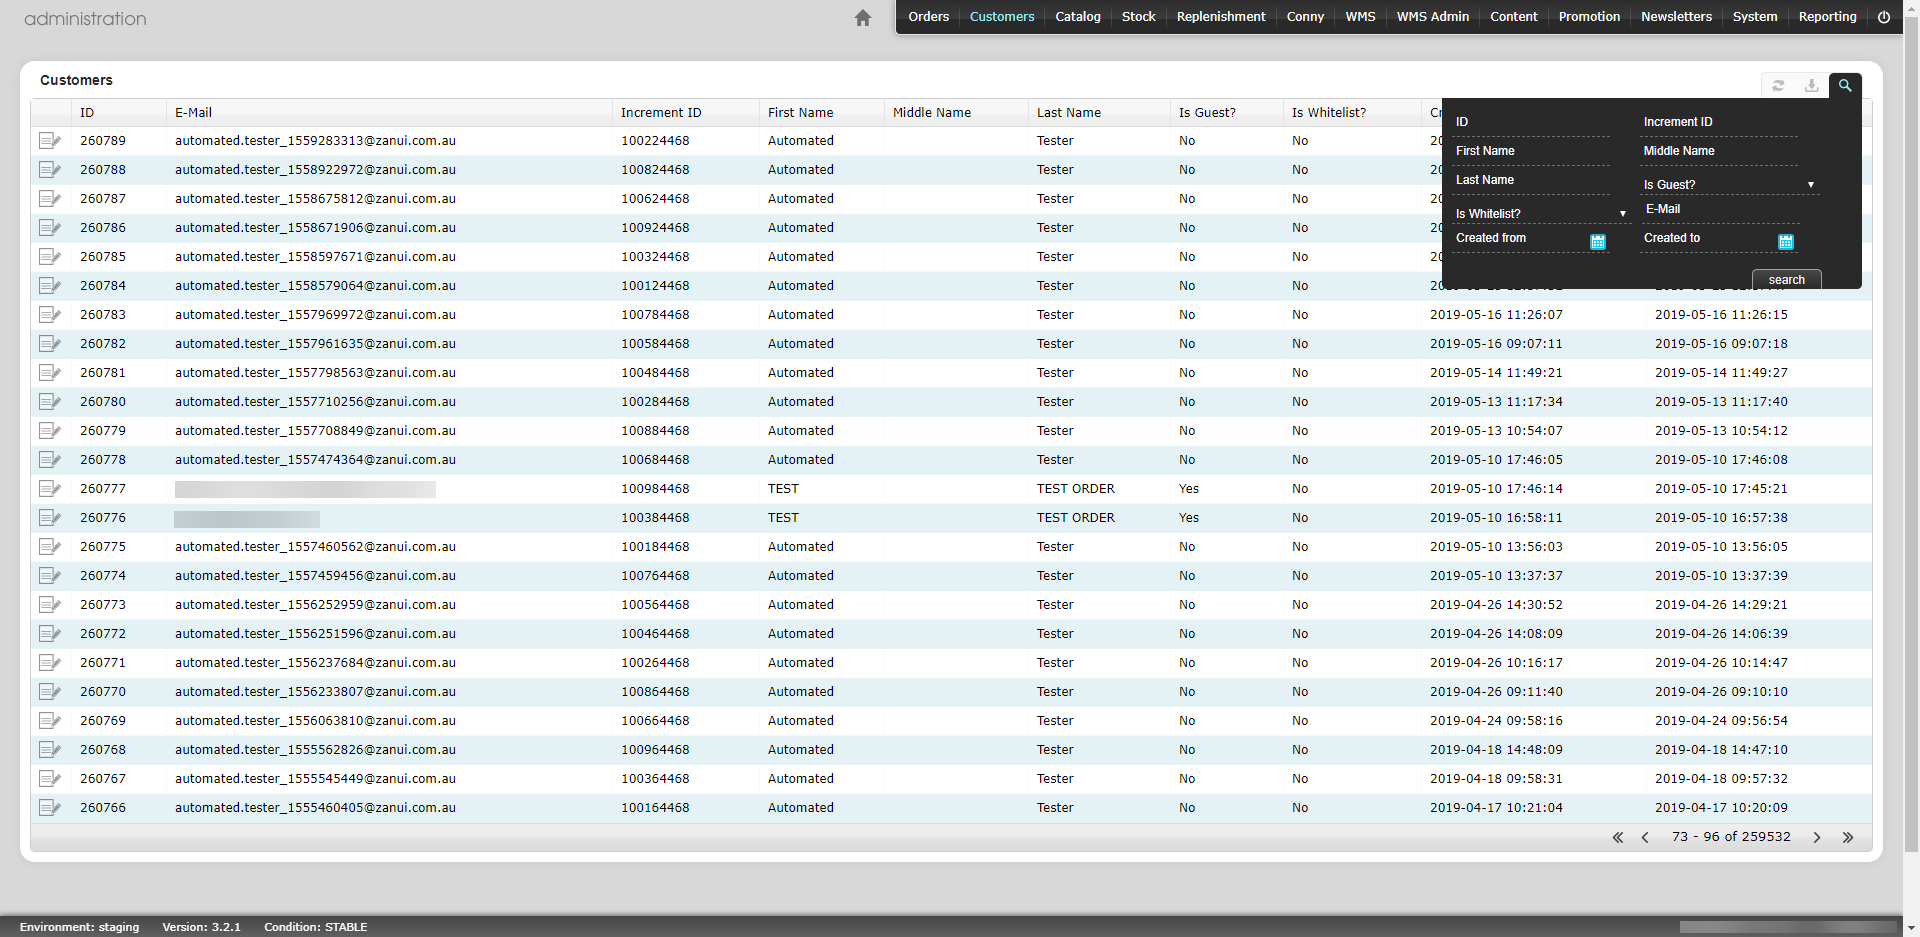 administration
Orders Customers Catalog Stock Replenishment Conny WMS WMS Admin Content Promotion Newsletters System Reporting
Customers
ID E-Mail Increment ID First Name Middle Name Last Name Is Guest? Is Whitelist? Cr
ID Increment ID
First Name Middle Name
Last Name Is Guest?
Is Whitelist? E-Mail
Created from Created to
search
260789 automated.tester_1559283313@zanui.com.au 100224468 Automated Tester No No 20
260788 automated.tester_1558922972@zanui.com.au 100824468 Automated Tester No No 20
260787 automated.tester_1558675812@zanui.com.au 100624468 Automated Tester No No 20
260786 automated.tester_1558671906@zanui.com.au 100924468 Automated Tester No No 20
260785 automated.tester_1558597671@zanui.com.au 100324468 Automated Tester No No 20
260784 automated.tester_1558579064@zanui.com.au 100124468 Automated Tester No No 20
260783 automated.tester_1557969972@zanui.com.au 100784468 Automated Tester No No 2019-05-16 11:26:07 2019-05-16 11:26:15
260782 automated.tester_1557961635@zanui.com.au 100584468 Automated Tester No No 2019-05-16 09:07:11 2019-05-16 09:07:18
260781 automated.tester_1557798563@zanui.com.au 100484468 Automated Tester No No 2019-05-14 11:49:21 2019-05-14 11:49:27
260780 automated.tester_1557710256@zanui.com.au 100284468 Automated Tester No No 2019-05-13 11:17:34 2019-05-13 11:17:40
260779 automated.tester_1557708849@zanui.com.au 100884468 Automated Tester No No 2019-05-13 10:54:07 2019-05-13 10:54:12
260778 automated.tester_1557474364@zanui.com.au 100684468 Automated Tester No No 2019-05-10 17:46:05 2019-05-10 17:46:08
260777 100984468 TEST TEST ORDER Yes No 2019-05-10 17:46:14 2019-05-10 17:45:21
260776 100384468 TEST TEST ORDER Yes No 2019-05-10 16:58:11 2019-05-10 16:57:38
260775 automated.tester_1557460562@zanui.com.au 100184468 Automated Tester No No 2019-05-10 13:56:03 2019-05-10 13:56:05
260774 automated.tester_1557459456@zanui.com.au 100764468 Automated Tester No No 2019-05-10 13:37:37 2019-05-10 13:37:39
260773 automated.tester_1556252959@zanui.com.au 100564468 Automated Tester No No 2019-04-26 14:30:52 2019-04-26 14:29:21
260772 automated.tester_1556251596@zanui.com.au 100464468 Automated Tester No No 2019-04-26 14:08:09 2019-04-26 14:06:39
260771 automated.tester_1556237684@zanui.com.au 100264468 Automated Tester No No 2019-04-26 10:16:17 2019-04-26 10:14:47
260770 automated.tester_1556233807@zanui.com.au 100864468 Automated Tester No No 2019-04-26 09:11:40 2019-04-26 09:10:10
260769 automated.tester_1556063810@zanui.com.au 100664468 Automated Tester No No 2019-04-24 09:58:16 2019-04-24 09:56:54
260768 automated.tester_1555562826@zanui.com.au 100964468 Automated Tester No No 2019-04-18 14:48:09 2019-04-18 14:47:10
260767 automated.tester_1555545449@zanui.com.au 100364468 Automated Tester No No 2019-04-18 09:58:31 2019-04-18 09:57:32
260766 automated.tester_1555460405@zanui.com.au 100164468 Automated Tester No No 2019-04-17 10:21:04 2019-04-17 10:20:09
73 - 96 of 259532
Environment: staging Version: 3.2.1 Condition: STABLE